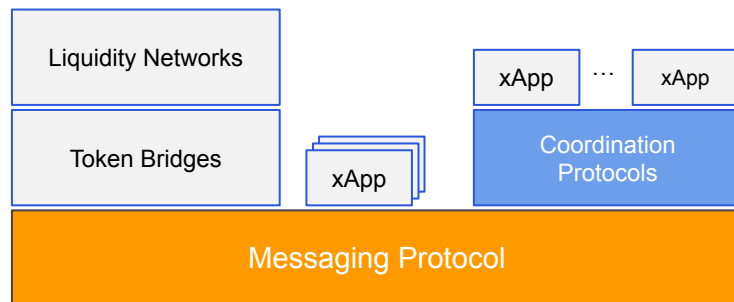 Liquidity Networks
xApp
...
xApp
Token Bridges
xApp
Coordination
Protocols
Messaging Protocol